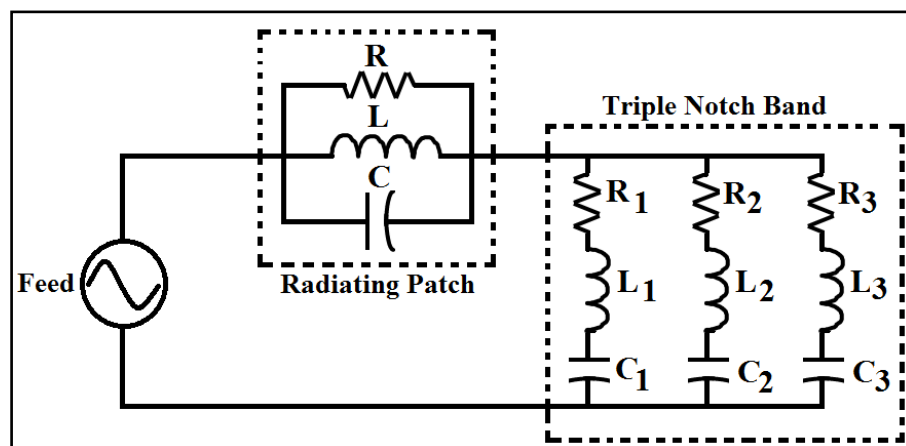 R
L
C
Radiating Patch
Feed
Triple Notch Band
R1 R2 R3
L1 L2 L3
C1 C2 C3